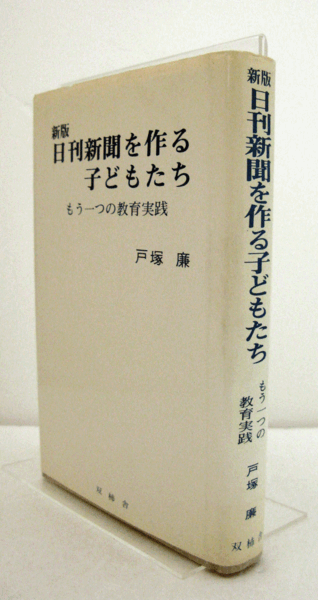 新版
日刊新聞を作る
子どもたち
もう一つの教育実践
戸塚 廉
双柿舎
新版 日刊新聞を作る子どもたち
もう一つの
教育実践
戸塚 廉
双柿舎